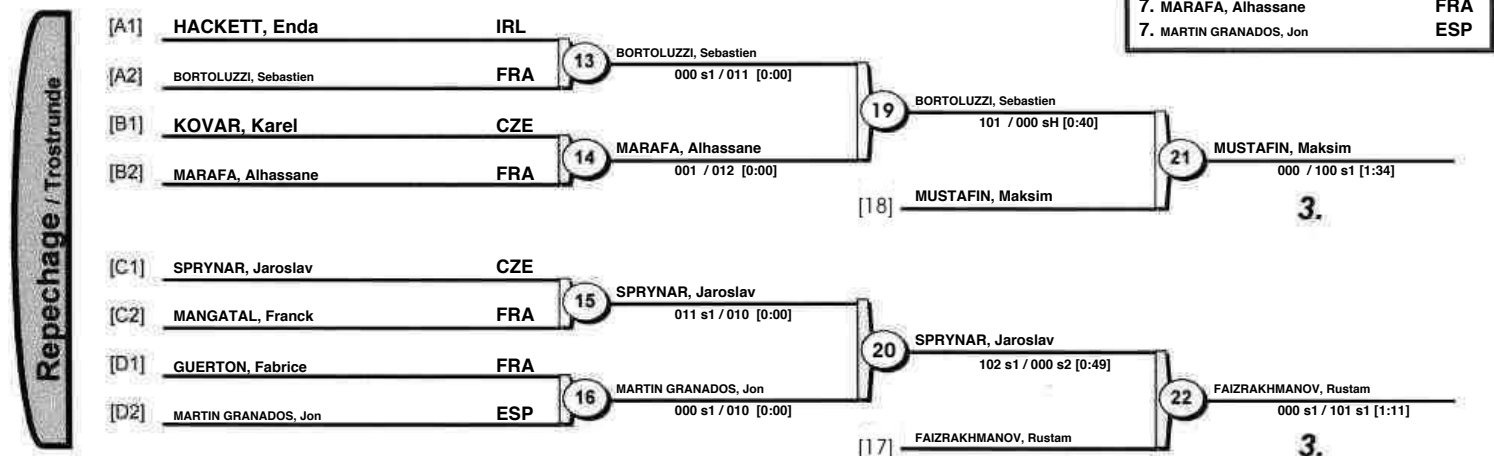 7. MARAFA, Alhassane FRA
7. MARTIN GRANADOS, Jon ESP
Repechage / Trostrunde
[A1] HACKETT, Enda IRL
[A2] BORTOLUZZI, Sebastien FRA
13
BORTOLUZZI, Sebastien
000 s1 / 011 [0:00]
[B1] KOVAR, Karel CZE
[B2] MARAFA, Alhassane FRA
14
MARAFA, Alhassane
001 / 012 [0:00]
19
BORTOLUZZI, Sebastien
101 / 000 sH [0:40]
[18] MUSTAFIN, Maksim
21
MUSTAFIN, Maksim
000 / 100 s1 [1:34]
3.
[C1] SPRYNAR, Jaroslav CZE
[C2] MANGATAL, Franck FRA
15
SPRYNAR, Jaroslav
011 s1 / 010 [0:00]
[D1] GUERTON, Fabrice FRA
[D2] MARTIN GRANADOS, Jon ESP
16
MARTIN GRANADOS, Jon
000 s1 / 010 [0:00]
20
SPRYNAR, Jaroslav
102 s1 / 000 s2 [0:49]
[17] FAIZRAKHMANOV, Rustam
22
FAIZRAKHMANOV, Rustam
000 s1 / 101 s1 [1:11]
3.